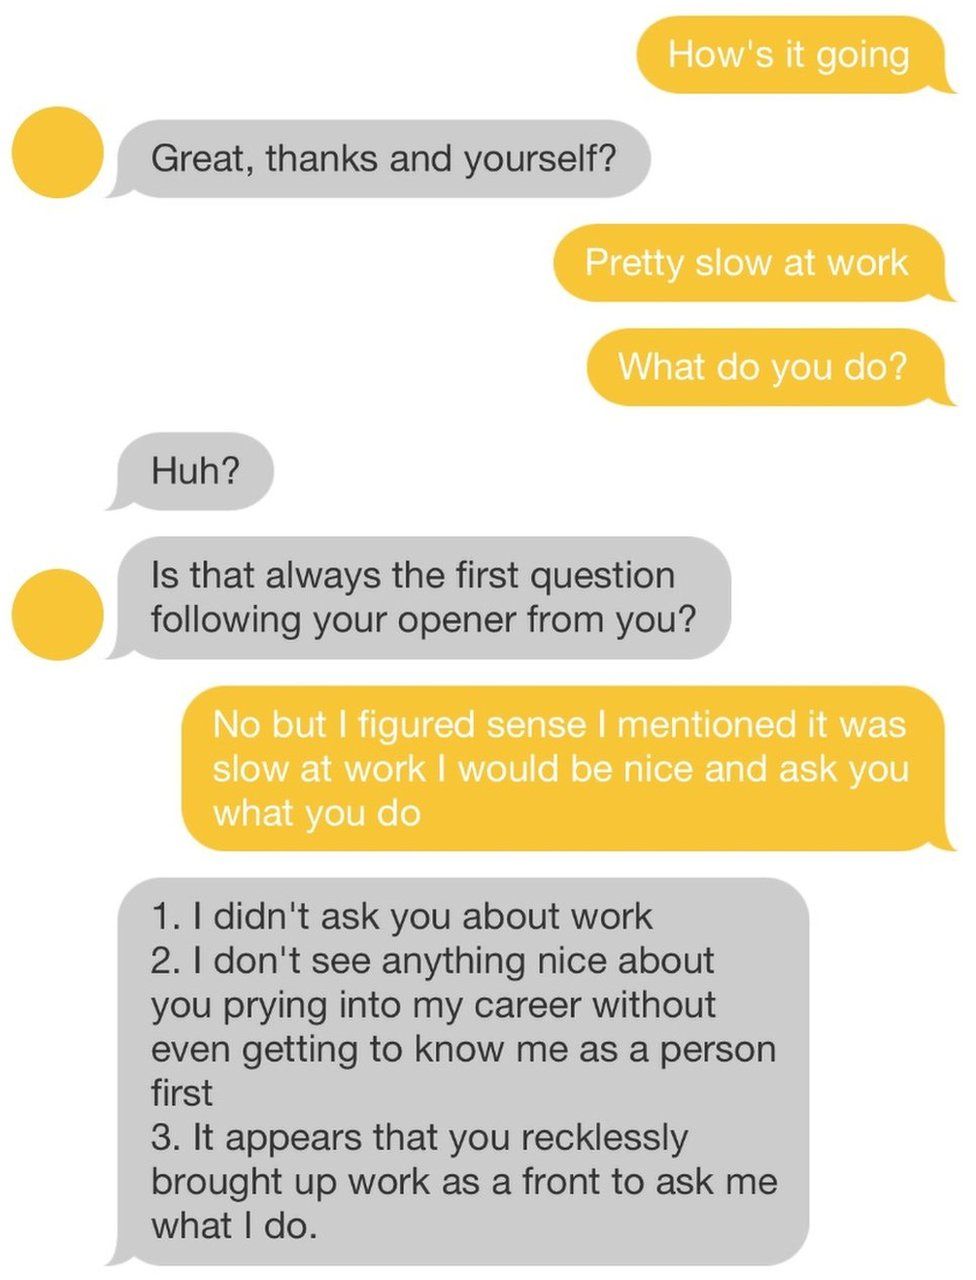 How's it going
Great, thanks and yourself?
Pretty slow at work
What do you do?
Huh?
Is that always the first question
following your opener from you?
No but I figured sense I mentioned it was
slow at work I would be nice and ask you
what you do
1. I didn't ask you about work
2. I don't see anything nice about
you prying into my career without
even getting to know me as a person
first
3. It appears that you recklessly
brought up work as a front to ask me
what I do.